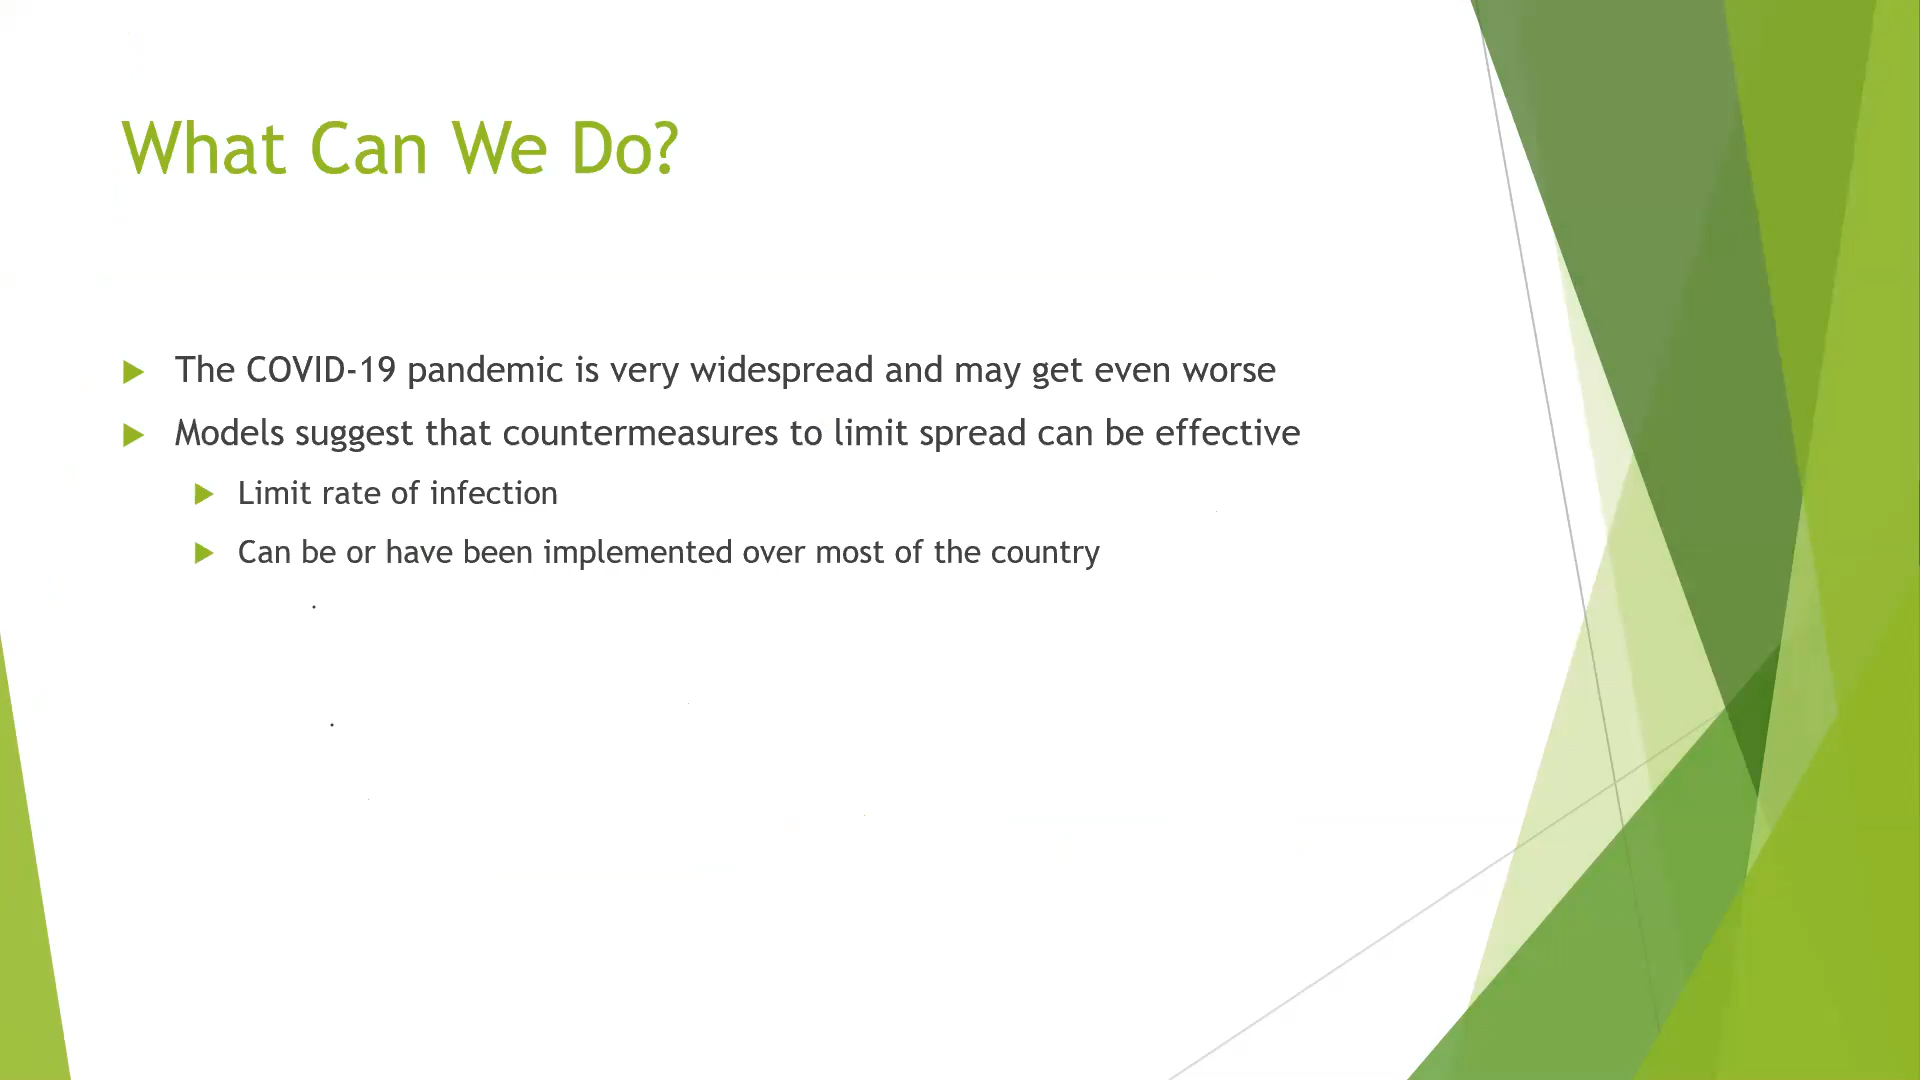 What Can We Do?
The COVID-19 pandemic is very widespread and may get even worse
Models suggest that countermeasures to limit spread can be effective
Limit rate of infection
Can be or have been implemented over most of the country